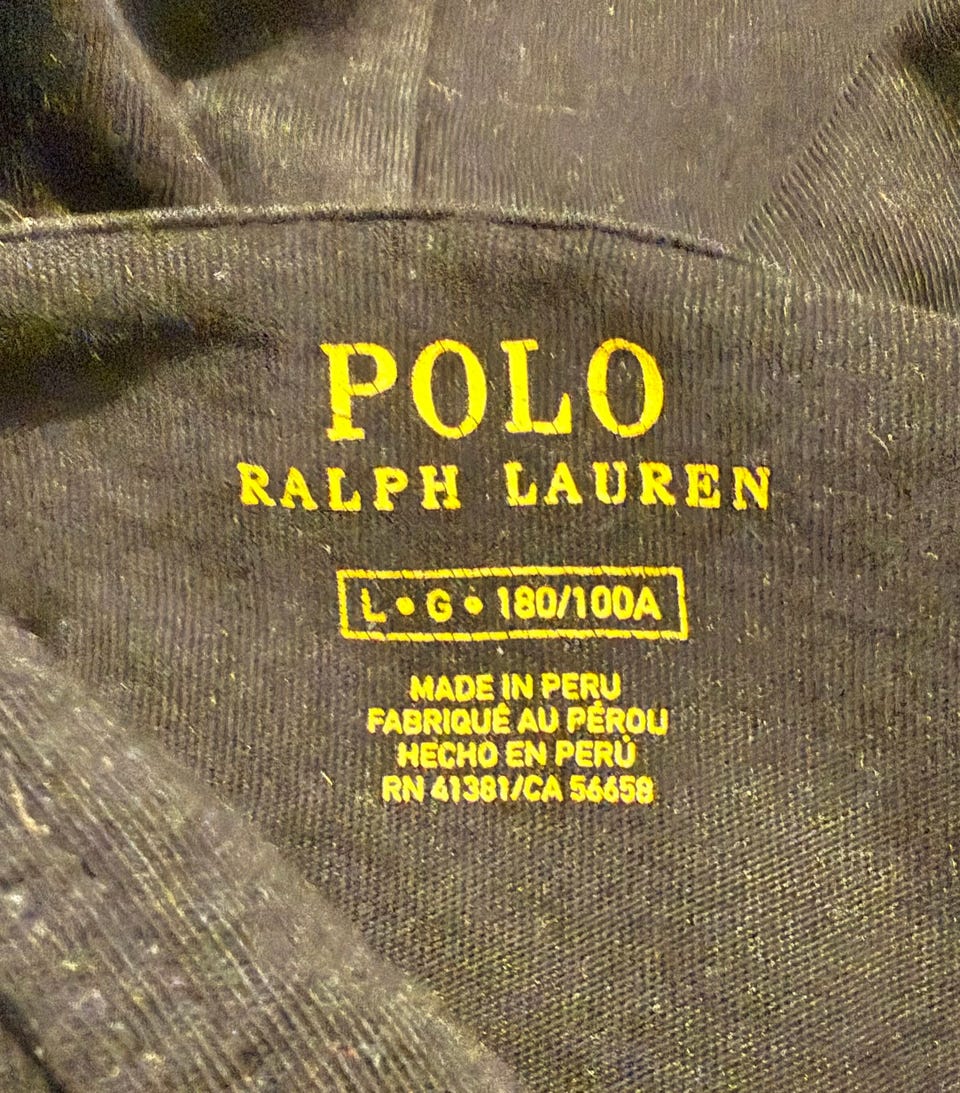 POLO
RALPH LAUREN
L • G • 180/100A
MADE IN PERU
FABRIQUÉ AU PÉROU
HECHO EN PERÚ
RN 41381/CA 56658